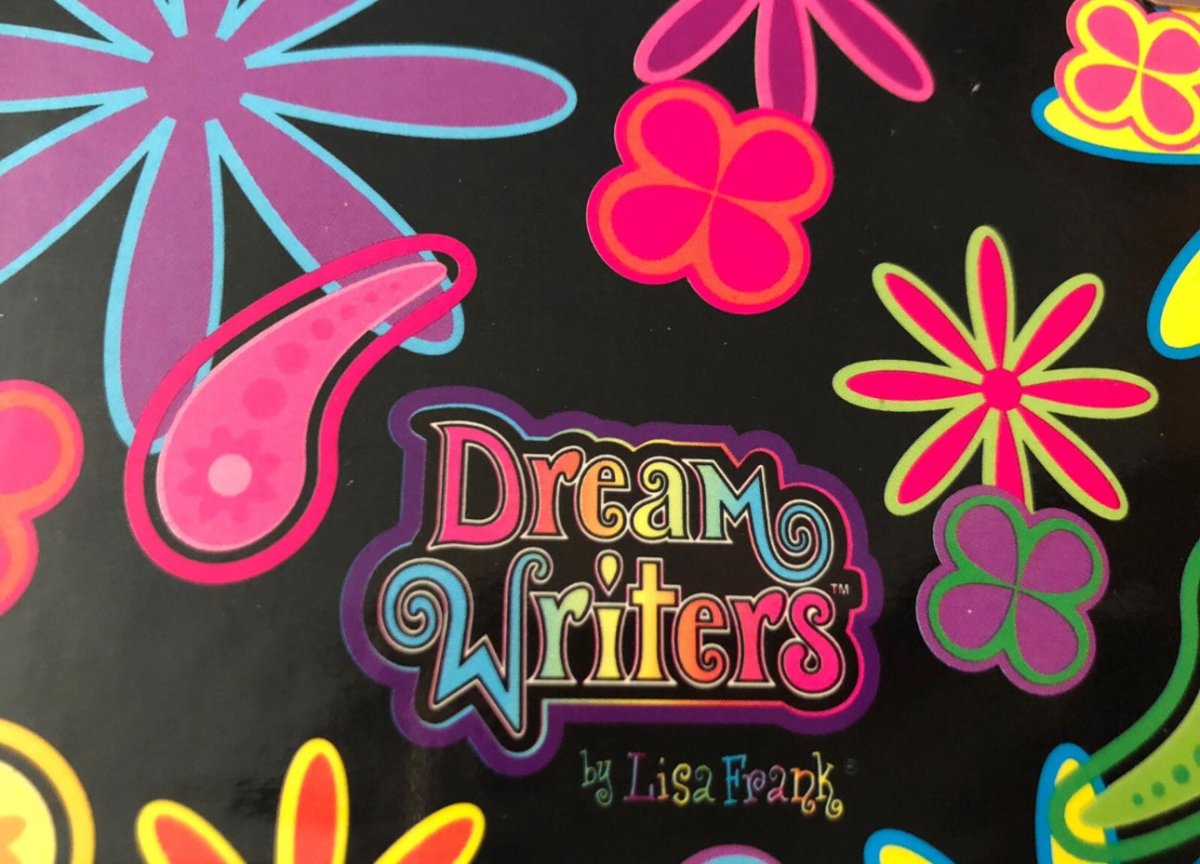 Dream
Writers™
by Lisa Frank®